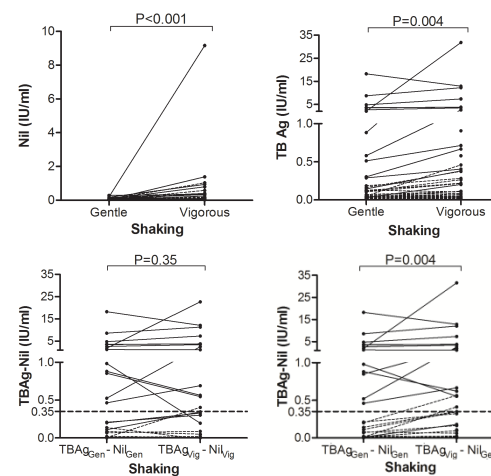 P<0.001
10
8
6
4
2
0
Nil (IU/ml)
Gentle
Vigorous
Shaking
P=0.004
35
25
15
5
1.0
0.5
0.0
TB Ag (IU/ml)
Gentle
Vigorous
Shaking
P=0.35
35
25
15
5
1.0
0.5
0.35
0.0
TBAg-Nil (IU/ml)
TBAgGen - NilGen
TBAgVig - NilVig
Shaking
P=0.004
35
25
15
5
1.0
0.5
0.35
0.0
TBAg-Nil (IU/ml)
TBAgGen - NilGen
TBAgVig - NilGe
Shaking